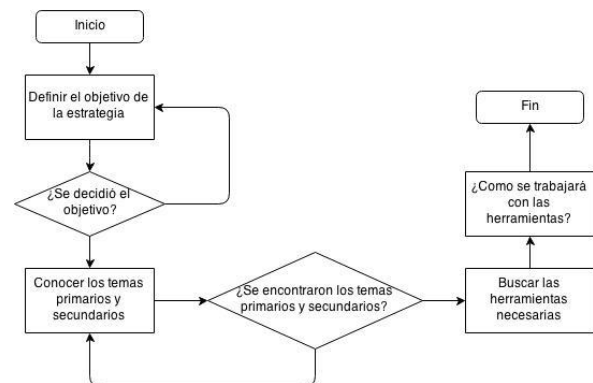 Inicio
Definir el objetivo de
la estrategia
¿Se decidió el
objetivo?
Conocer los temas
primarios y
secundarios
¿Se encontraron los temas
primarios y secundarios?
Buscar las
herramientas
necesarias
¿Como se trabajará
con las
herramientas?
Fin